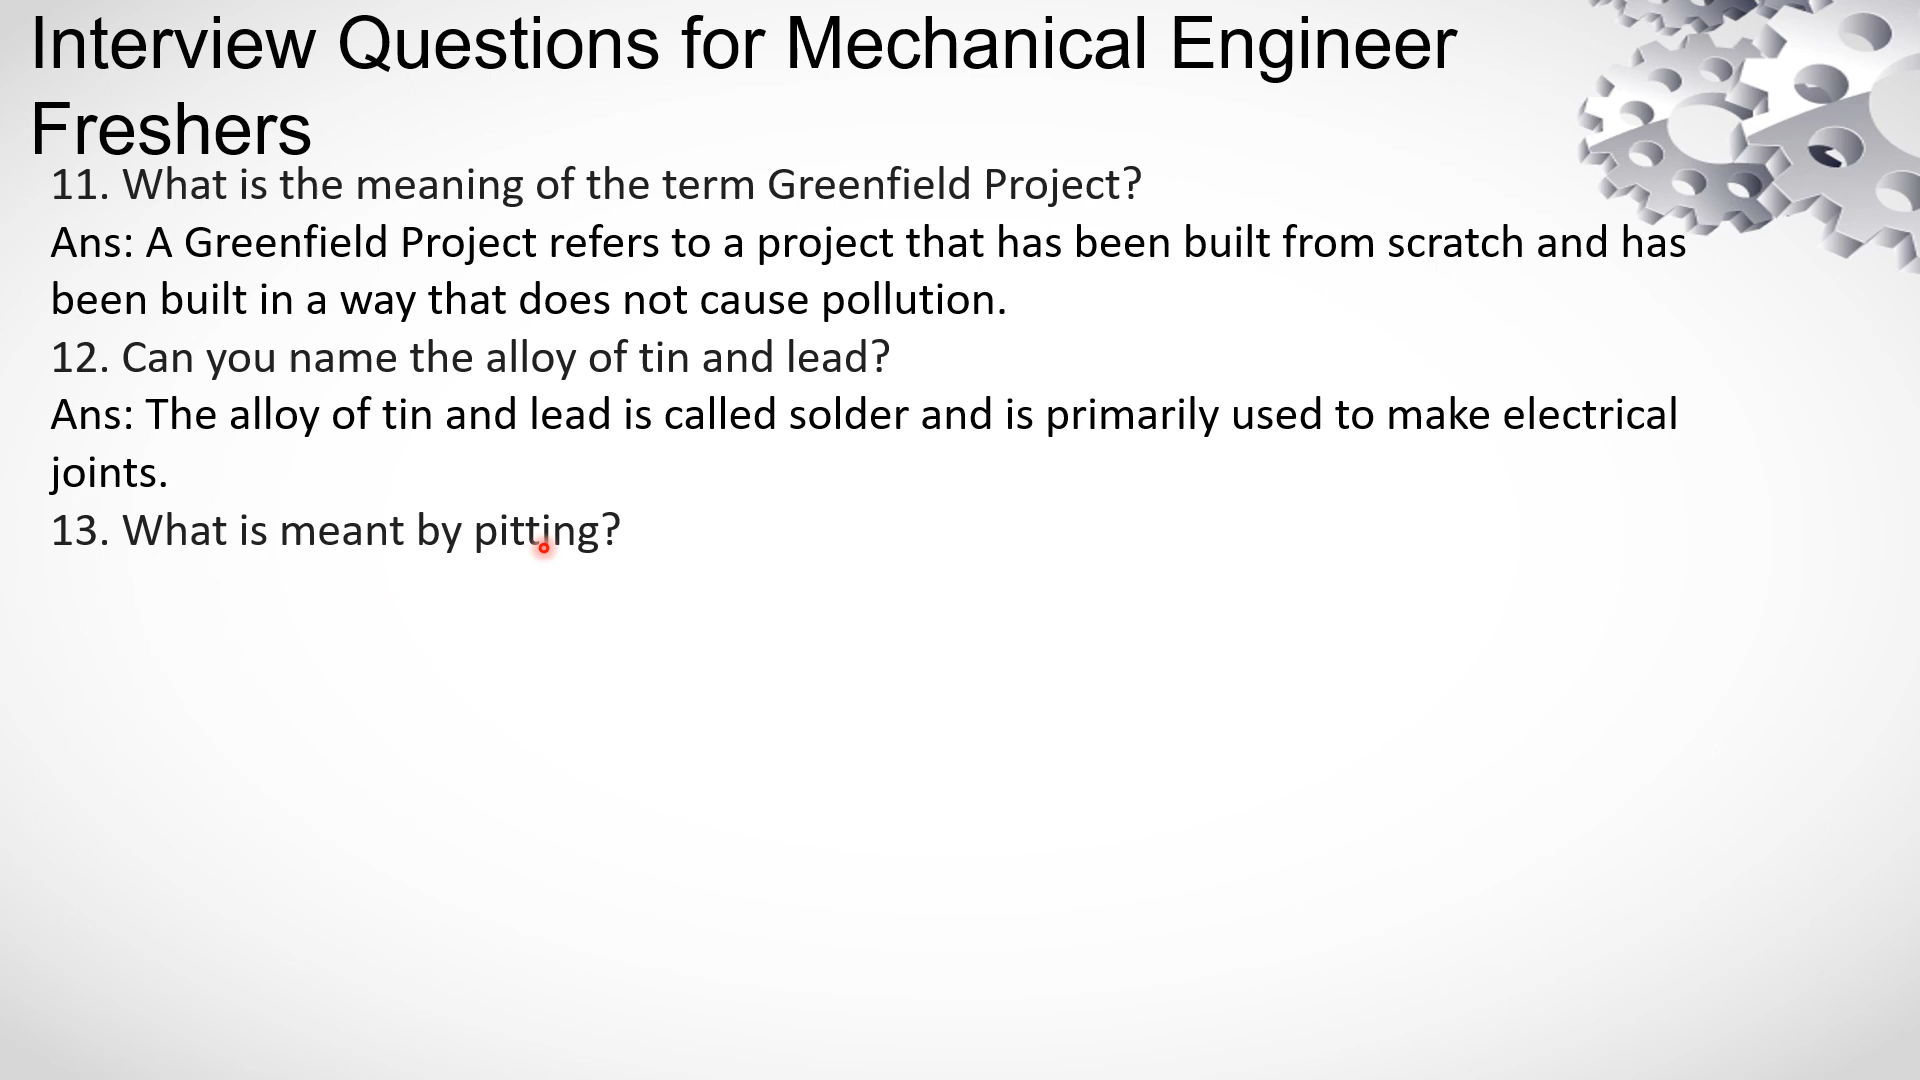 Interview Questions for Mechanical Engineer
Freshers
11. What is the meaning of the term Greenfield Project?
Ans: A Greenfield Project refers to a project that has been built from scratch and has
been built in a way that does not cause pollution.
12. Can you name the alloy of tin and lead?
Ans: The alloy of tin and lead is called solder and is primarily used to make electrical
joints.
13. What is meant by pitting?